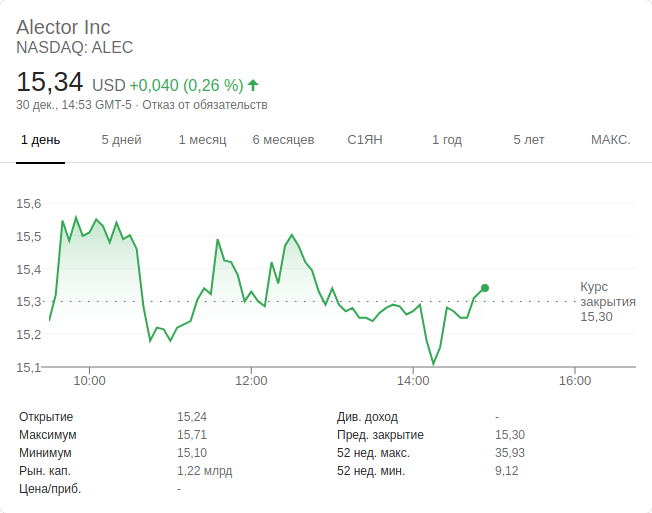 Alector Inc
NASDAQ: ALEC
15,34 USD +0,040 (0,26 %)
30 дек., 14:53 GMT-5 · Отказ от обязательств
1 день 5 дней 1 месяц 6 месяцев С1ЯН 1 год 5 лет МАКС.
15,6
15,5
15,4
15,3
15,2
15,1
Курс
закрытия
15,30
10:00 12:00 14:00 16:00
Открытие 15,24 Див. доход -
Максимум 15,71 Пред. закрытие 15,30
Минимум 15,10 52 нед. макс. 35,93
Рын. кап. 1,22 млрд 52 нед. мин. 9,12
Цена/приб. -